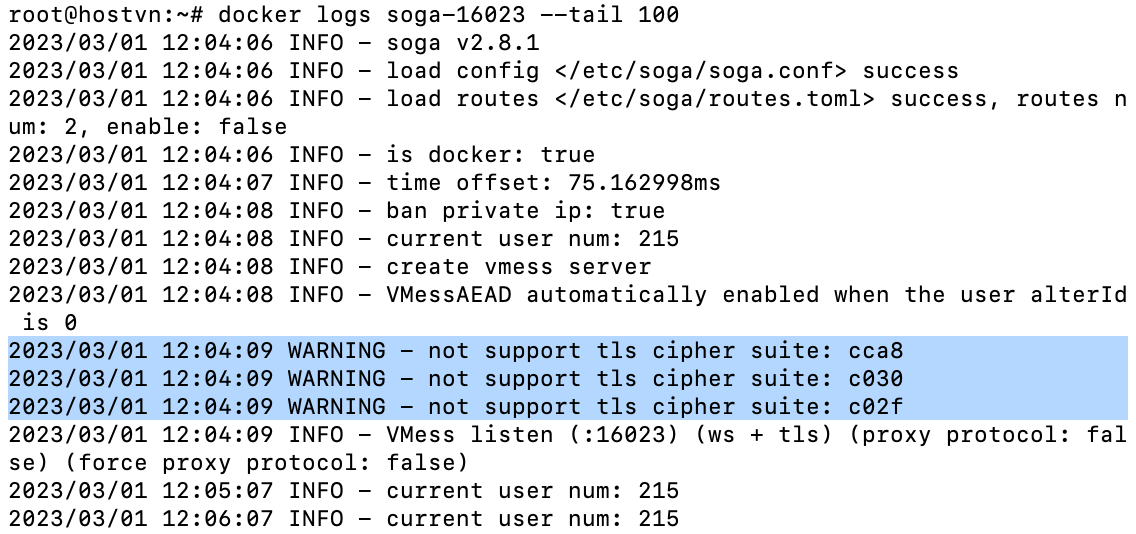 root@hostvn:~# docker logs soga-16023 --tail 100
2023/03/01 12:04:06 INFO - soga v2.8.1
2023/03/01 12:04:06 INFO - load config </etc/soga/soga.conf> success
2023/03/01 12:04:06 INFO - load routes </etc/soga/routes.toml> success, routes n
um: 2, enable: false
2023/03/01 12:04:06 INFO - is docker: true
2023/03/01 12:04:07 INFO - time offset: 75.162998ms
2023/03/01 12:04:08 INFO - ban private ip: true
2023/03/01 12:04:08 INFO - current user num: 215
2023/03/01 12:04:08 INFO - create vmess server
2023/03/01 12:04:08 INFO - VMessAEAD automatically enabled when the user alterId
 is 0
2023/03/01 12:04:09 WARNING - not support tls cipher suite: cca8
2023/03/01 12:04:09 WARNING - not support tls cipher suite: c030
2023/03/01 12:04:09 WARNING - not support tls cipher suite: c02f
2023/03/01 12:04:09 INFO - VMess listen (:16023) (ws + tls) (proxy protocol: fal
se) (force proxy protocol: false)
2023/03/01 12:05:07 INFO - current user num: 215
2023/03/01 12:06:07 INFO - current user num: 215